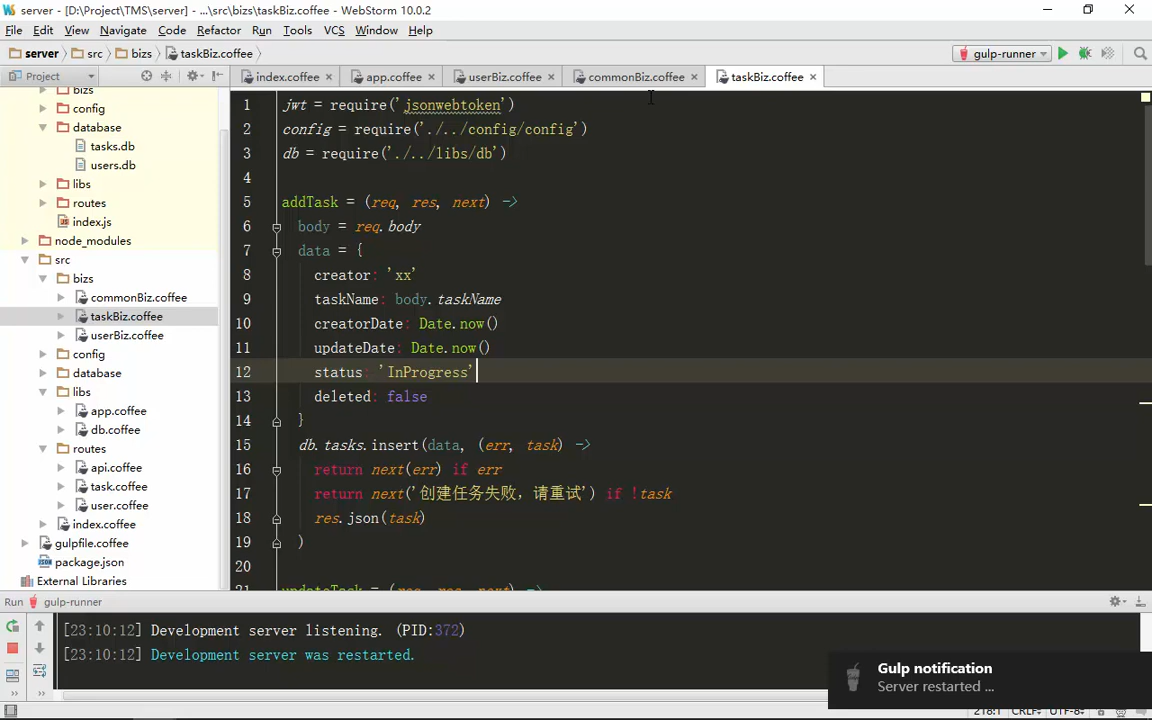 server - [D:\Project\TMS\server] - ...\src\bizs\taskBiz.coffee - WebStorm 10.0.2
File Edit View Navigate Code Refactor Run Tools VCS Window Help
server src bizs taskBiz.coffee gulp-runner
Project index.coffee app.coffee userBiz.coffee commonBiz.coffee taskBiz.coffee
bizs
config
database
tasks.db
users.db
libs
routes
index.js
node_modules
src
bizs
commonBiz.coffee
taskBiz.coffee
userBiz.coffee
config
database
libs
app.coffee
db.coffee
routes
api.coffee
task.coffee
user.coffee
index.coffee
gulpfile.coffee
package.json
External Libraries
1 jwt = require('jsonwebtoken')
2 config = require('./../config/config')
3 db = require('./../libs/db')
4
5 addTask = (req, res, next) ->
6 body = req.body
7 data = {
8 creator: 'xx'
9 taskName: body.taskName
10 creatorDate: Date.now()
11 updateDate: Date.now()
12 status: 'InProgress'
13 deleted: false
14 }
15 db.tasks.insert(data, (err, task) ->
16 return next(err) if err
17 return next('创建任务失败，请重试') if !task
18 res.json(task)
19 )
20
21 updateTask = (req, res, next) ->
Run gulp-runner
[23:10:12] Development server listening. (PID:372)
[23:10:12] Development server was restarted.
Gulp notification
Server restarted ...
218:1 CRLF UTF-8